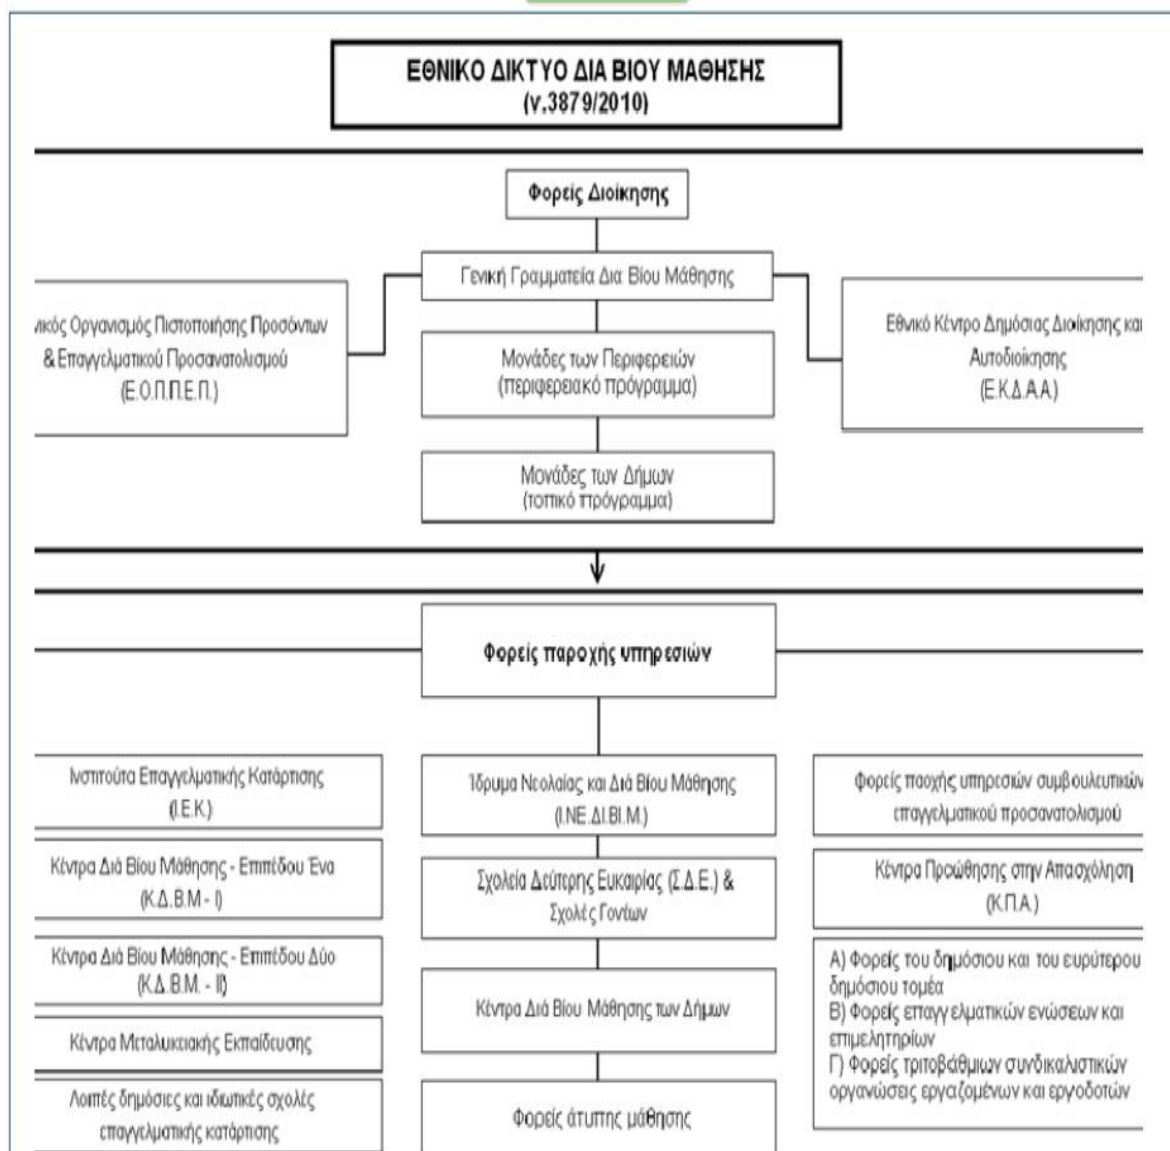 ΕΘΝΙΚΟ ΔΙΚΤΥΟ ΔΙΑ ΒΙΟΥ ΜΑΘΗΣΗΣ
(ν.3879/2010)
Φορείς Διοίκησης
Γενική Γραμματεία Δια Βίου Μάθησης
νικός Οργανισμός Πιστοποιήσης Προσόντων
& Επαγγελματικού Προσανατολισμού
(Ε.Ο.Π.Π.Ε.Π.)
Μονάδες των Περιφερειών
(περιφερειακό πρόγραμμα)
Εθνικό Κέντρο Δημόσιας Διοίκησης και
Αυτοδιοίκησης
(Ε.Κ.Δ.Α.Α.)
Μονάδες των Δήμων
(τοπικό πρόγραμμα)
Φορείς παροχής υπηρεσιών
Ινστιτούτα Επαγγελματικής Κατάρτισης
(Ι.Ε.Κ.)
Κέντρα Διά Βίου Μάθησης - Επιπέδου Ένα
(Κ.Δ.Β.Μ - Ι)
Κέντρα Διά Βίου Μάθησης - Επιπέδου Δύο
(Κ.Δ.Β.Μ. - ΙΙ)
Κέντρα Μεταλυκειακής Εκπαίδευσης
Λοιπές δημόσιες και ιδιωτικές σχολές
επαγγελματικής κατάρτισης
Ίδρυμα Νεολαίας και Διά Βίου Μάθησης
(Ι.ΝΕ.ΔΙ.ΒΙ.Μ.)
Σχολεία Δεύτερης Ευκαιρίας (Σ.Δ.Ε.) &
Σχολές Γονέων
Κέντρα Διά Βίου Μάθησης των Δήμων
Φορείς άτυπης μάθησης
Φορείς παοχής υπηρεσιών συμβουλευτικών
επαγγελματικού προσανατολισμού
Κέντρα Προώθησης στην Απασχόληση
(Κ.Π.Α.)
Α) Φορείς του δημόσιου και του ευρύτερου
δημόσιου τομέα
Β) Φορείς επαγγελματικών ενώσεων και
επιμελητηρίων
Γ) Φορείς τριτοβάθμιων συνδικαλιστικών
οργανώσεις εργαζομένων και εργοδοτών